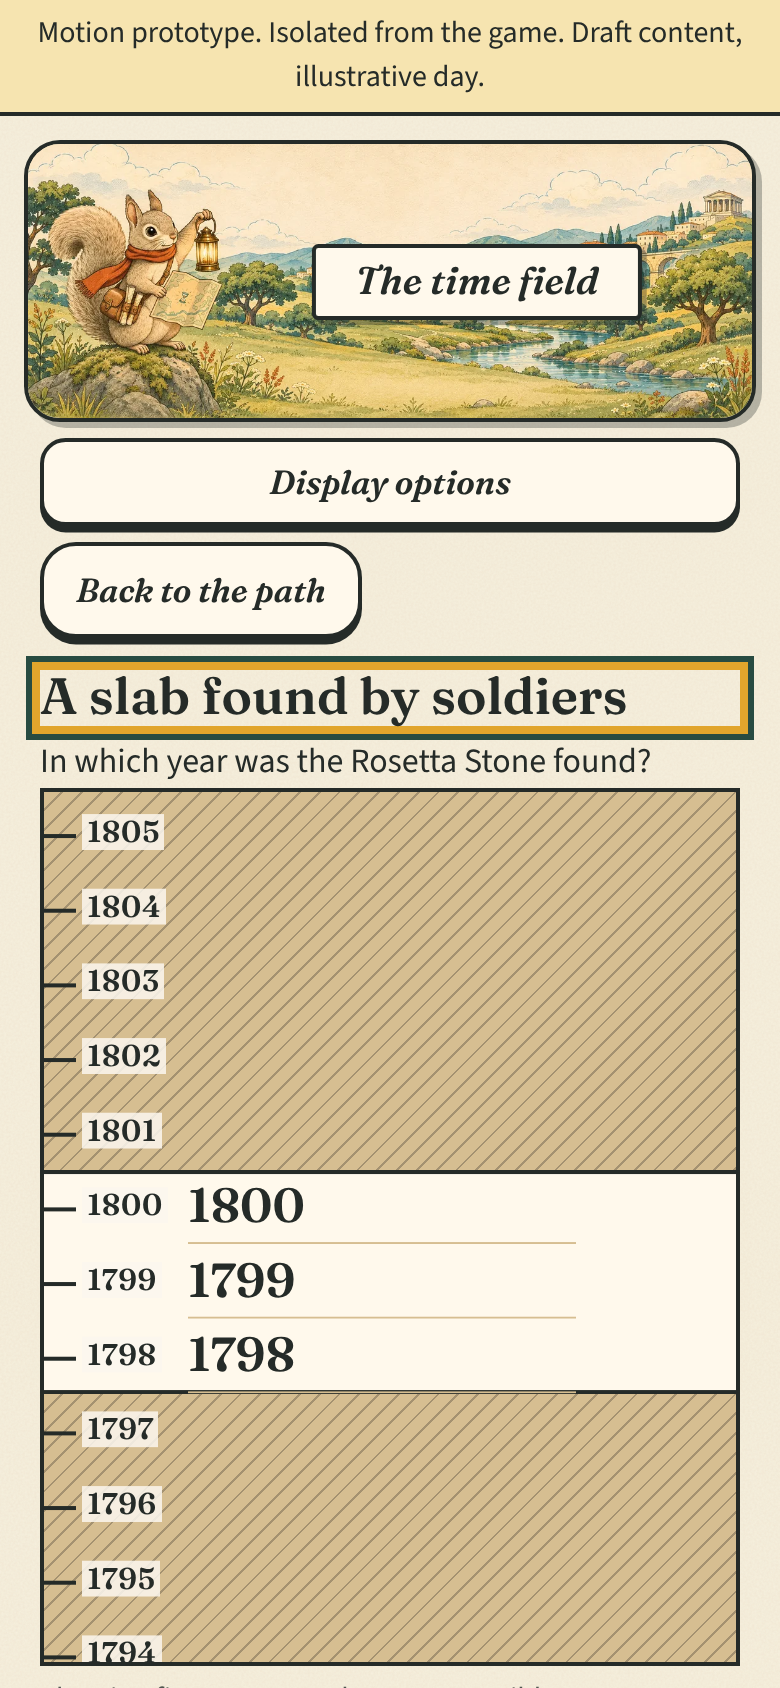 Motion prototype. Isolated from the game. Draft content,
illustrative day.
The time field
Display options
Back to the path
A slab found by soldiers
In which year was the Rosetta Stone found?
1805
1804
1803
1802
1801
1800 1800
1799 1799
1798 1798
1797
1796
1795
1794